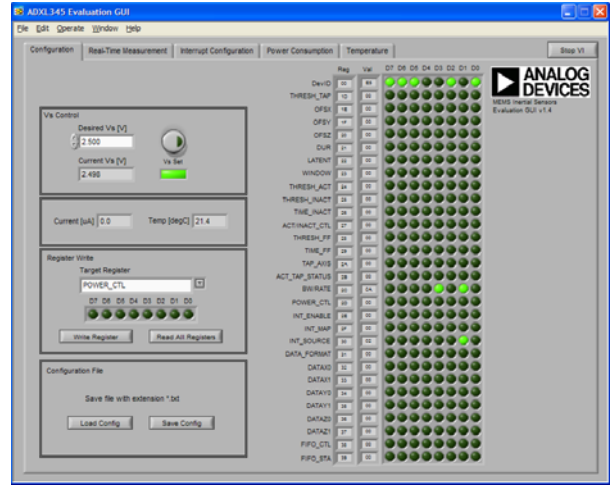 ADXL345 Evaluation GUI
File Edit Operate Window Help
Configuration Real-Time Measurement Interrupt Configuration Power Consumption Temperature Stop VI
Reg Val D7 D6 D5 D4 D3 D2 D1 D0
ANALOG DEVICES
MEMS Inertial Sensors
Evaluation GUI v1.4
Vs Control
Desired Vs [V]
2.500
Current Vs [V] Vs Set
2.498
Current [uA] 0.0 Temp [degC] 21.4
Register Write
Target Register
POWER_CTL
D7 D6 D5 D4 D3 D2 D1 D0
Write Register Read All Registers
Configuration File
Save file with extension *.txt
Load Config Save Config
DevID
THRESH_TAP
OFSX
OFSY
OFSZ
DUR
LATENT
WINDOW
THRESH_ACT
THRESH_INACT
TIME_INACT
ACT/INACT_CTL
THRESH_FF
TIME_FF
TAP_AXIS
ACT_TAP_STATUS
BW/RATE
POWER_CTL
INT_ENABLE
INT_MAP
INT_SOURCE
DATA_FORMAT
DATAX0
DATAX1
DATAY0
DATAY1
DATAZ0
DATAZ1
FIFO_CTL
FIFO_STA